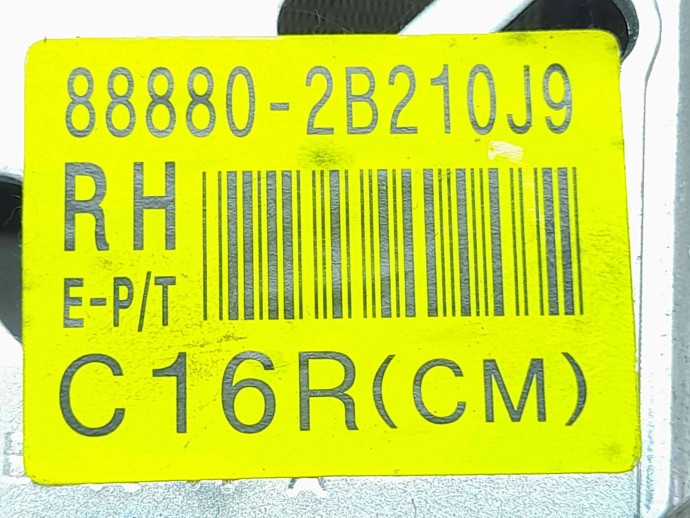 88880-2B210J9
RH
E-P/T
C16R(CM)